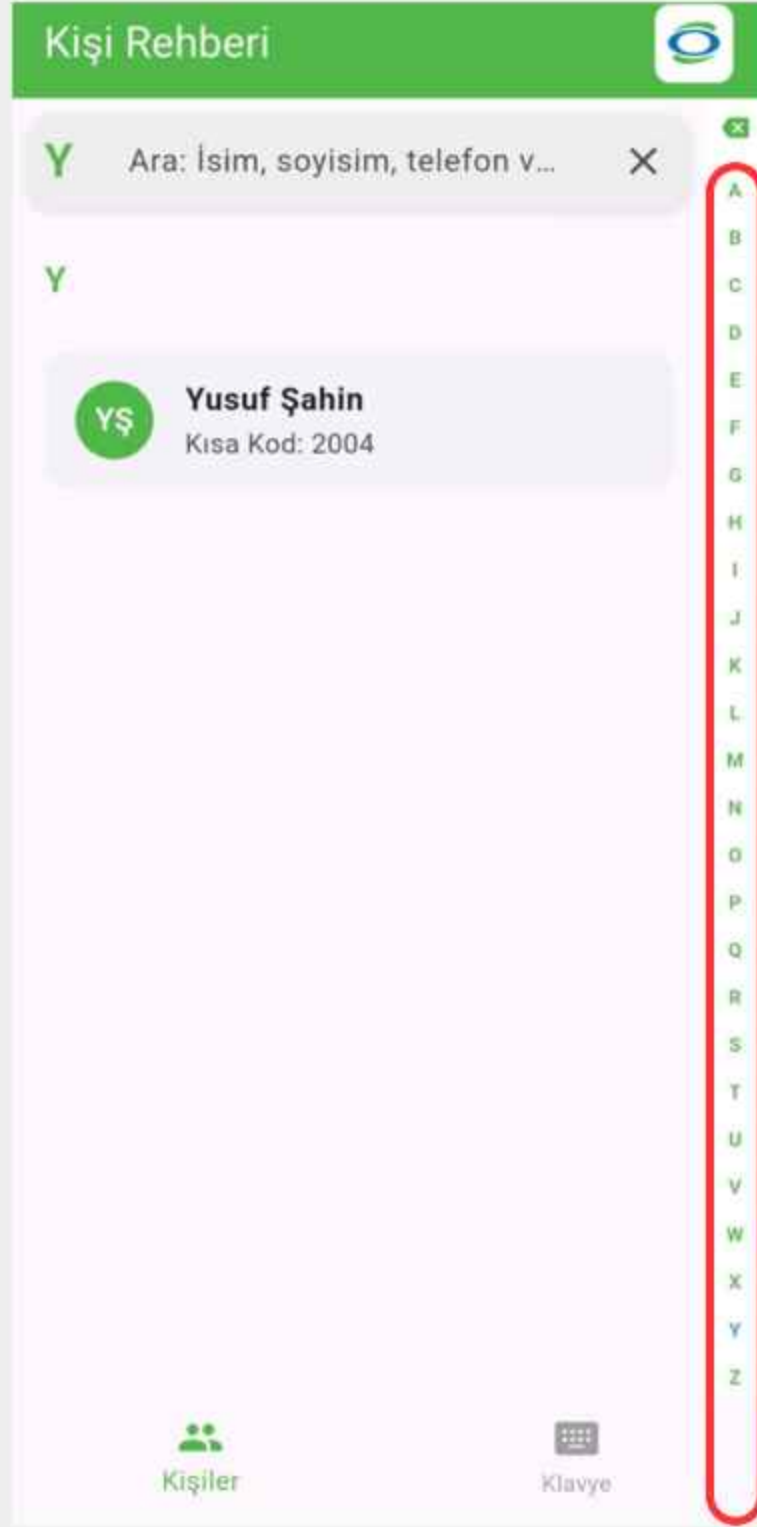 Kişi Rehberi
Y Ara: İsim, soyisim, telefon v...
Y
YŞ
Yusuf Şahin
Kısa Kod: 2004
A
B
C
D
E
F
G
H
I
J
K
L
M
N
O
P
Q
R
S
T
U
V
W
X
Y
Z
Kişiler
Klavye